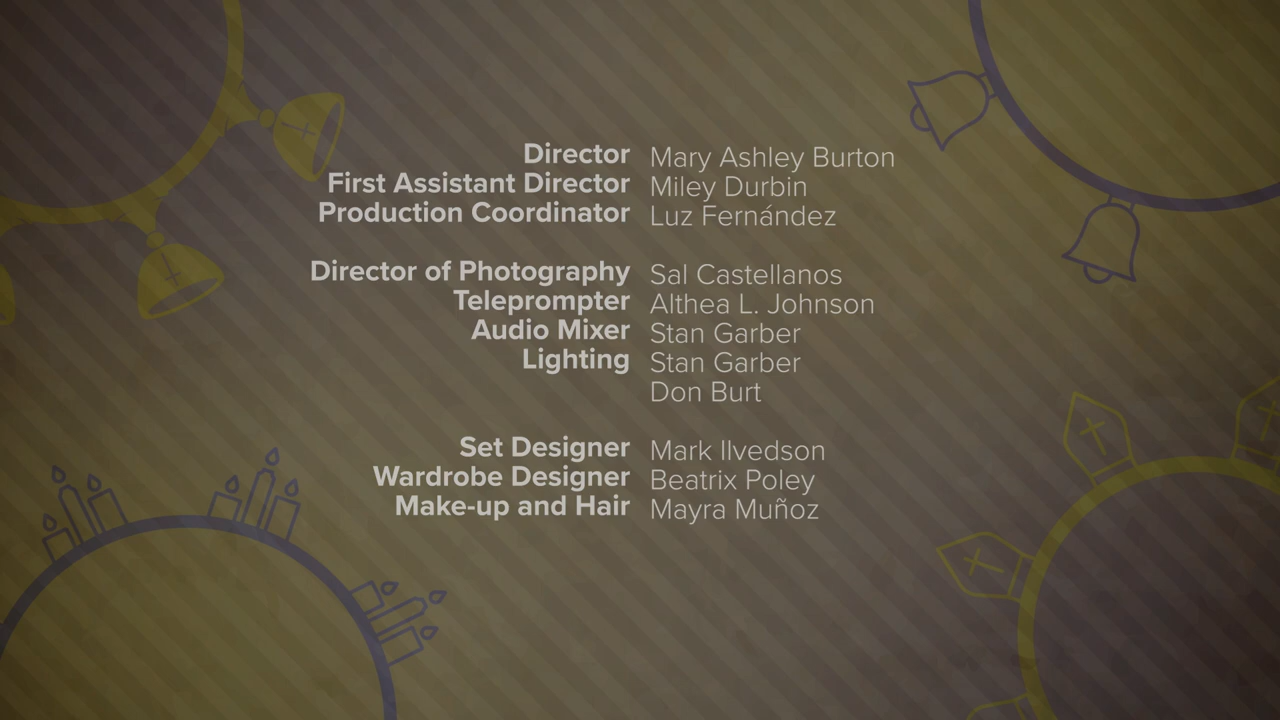 Director Mary Ashley Burton
First Assistant Director Miley Durbin
Production Coordinator Luz Fernández
Director of Photography Sal Castellanos
Teleprompter Althea L. Johnson
Audio Mixer Stan Garber
Lighting Stan Garber
Don Burt
Set Designer Mark Ilvedson
Wardrobe Designer Beatrix Poley
Make-up and Hair Mayra Muñoz